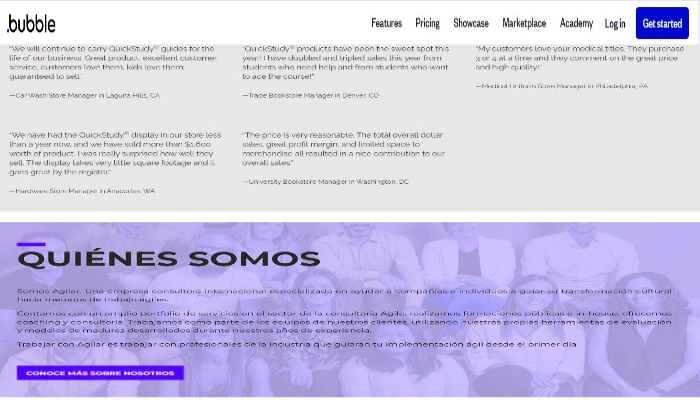 .bubble
Features Pricing Showcase Marketplace Academy Log in Get started
"We will continue to carry QuickStudy® guides for the
life of our business. Great product, excellent customer
service, customers love them, kids love them;
guaranteed to sell."
—Car Wash Store Manager in Laguna Hills, CA
"QuickStudy® products have been the sweet spot this
year! I have doubled and tripled sales this year from
students who need help and from students who want
to ace the course!"
—Trade Bookstore Manager in Denver, CO
"My customers love your medical titles. They purchase
3 or 4 at a time and they comment on the great price
and high quality!"
—Medical Uniform Store Manager in Philadelphia, PA
"We have had the QuickStudy® display in our store less
than a year now, and we have sold more than $1,600
worth of product. I was really surprised how well they
sell. The display takes very little square footage and it
goes great by the register."
—Hardware Store Manager in Anacortes, WA
"The price is very reasonable. The total overall dollar
sales, great profit margin, and limited space to
merchandise all resulted in a nice contribution to our
overall sales."
—University Bookstore Manager in Washington, DC
QUIÉNES SOMOS
Somos Agilar. Una empresa consultora internacional especializada en ayudar a compañías e individuos a guiar su transformación cultural
hacia métodos de trabajo ágiles.
Contamos con un amplio portfolio de servicios en el sector de la consultoría Agile, realizamos formaciones públicas e in-house, ofrecemos
coaching y consultoría. Trabajamos como parte de los equipos de nuestros clientes, utilizando nuestras propias herramientas de evaluación
y modelos de madurez desarrollados durante nuestros años de experiencia.
Trabajar con Agilar es trabajar con profesionales de la industria que guiarán tu implementación ágil desde el primer día
CONOCE MÁS SOBRE NOSOTROS